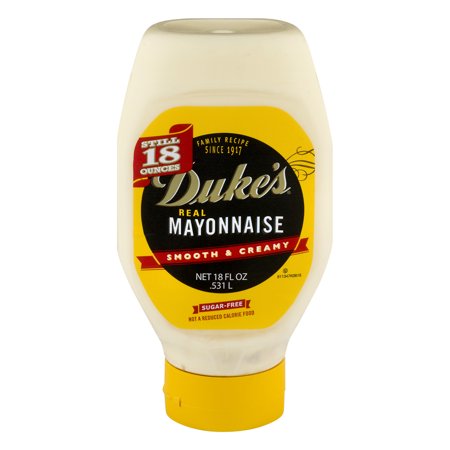 STILL
18
OUNCES
FAMILY RECIPE
SINCE 1917
Duke's
REAL
MAYONNAISE
SMOOTH & CREAMY
NET 18 FL OZ
.531 L
SUGAR-FREE
NOT A REDUCED CALORIE FOOD